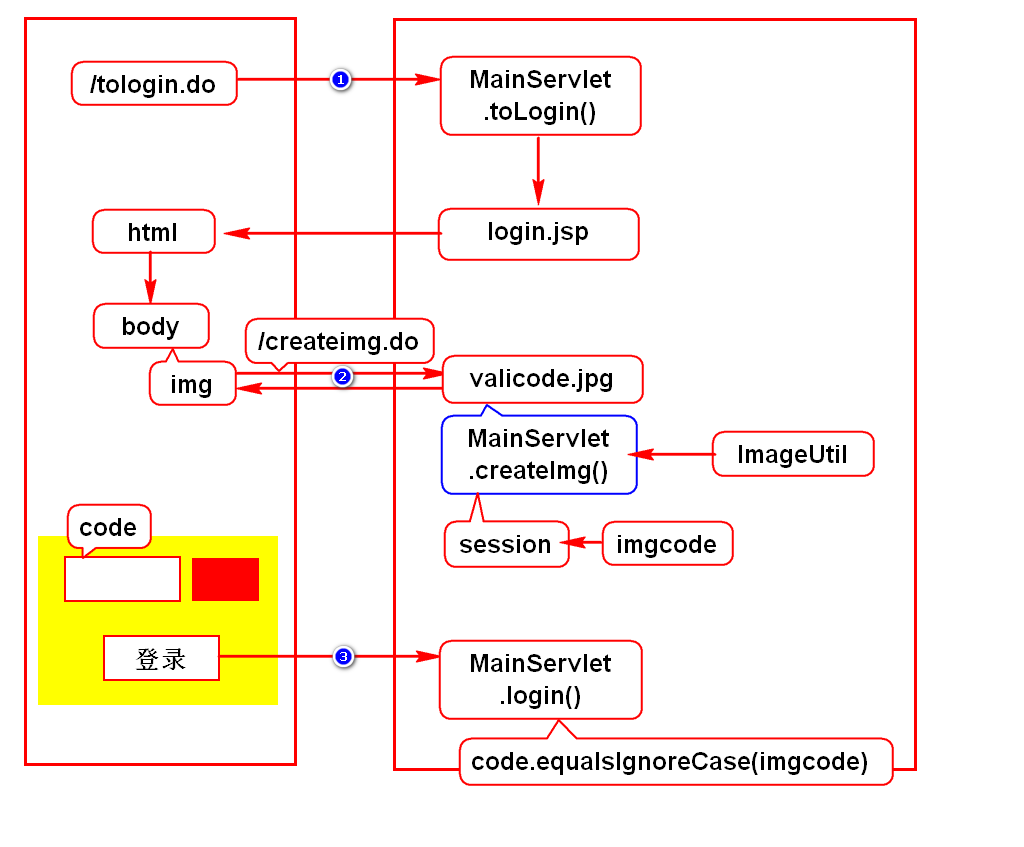 /tologin.do
1
MainServlet
.toLogin()
html
login.jsp
body
/createimg.do
img
2
valicode.jpg
MainServlet
.createImg()
ImageUtil
code
session
imgcode
登录
3
MainServlet
.login()
code.equalsIgnoreCase(imgcode)